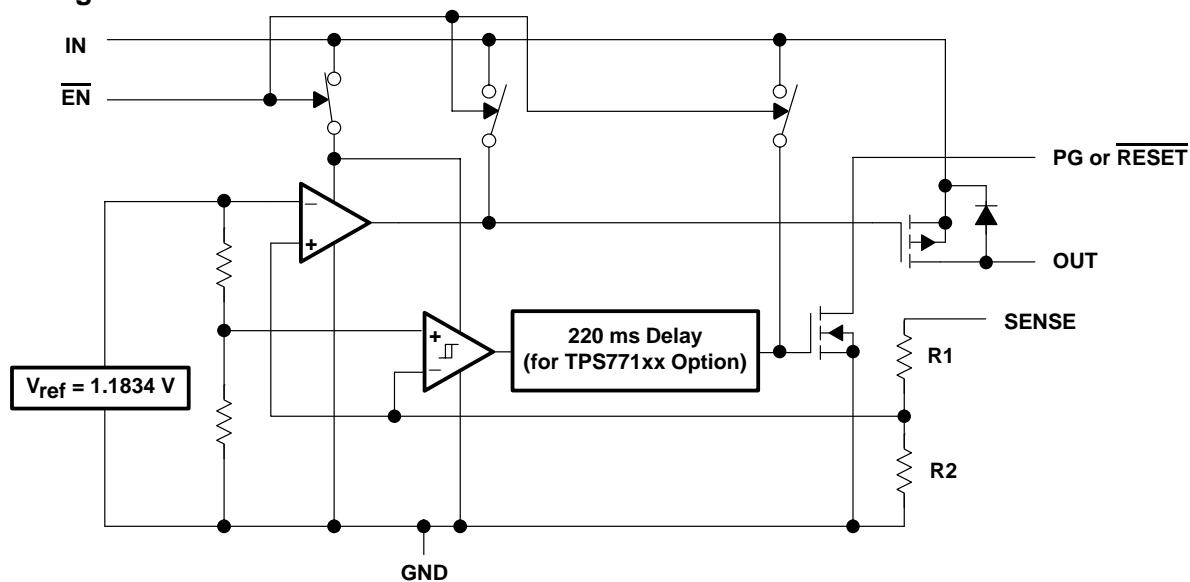 IN
EN
PG or RESET
OUT
SENSE
−
+
+
−
220 ms Delay
(for TPS771xx Option)
R1
Vref = 1.1834 V
R2
GND